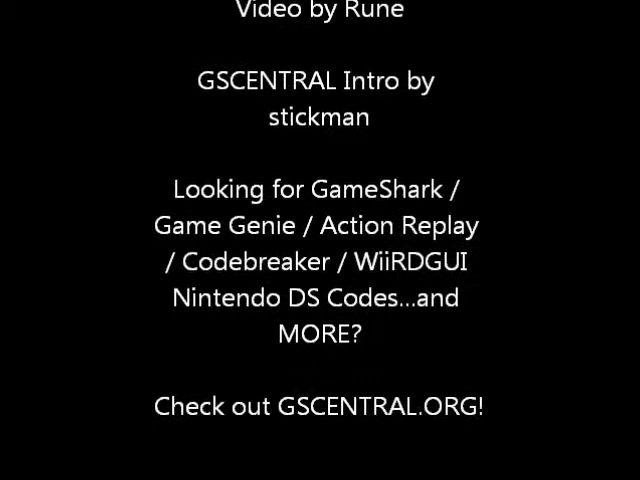 Video by Rune
GSCENTRAL Intro by
stickman
Looking for GameShark /
Game Genie / Action Replay
/ Codebreaker / WiiRDGUI
Nintendo DS Codes...and
MORE?
Check out GSCENTRAL.ORG!